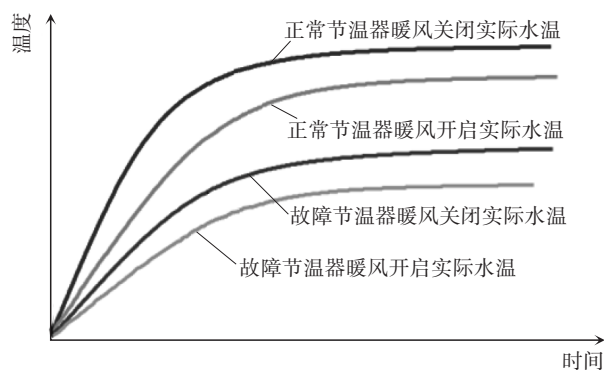 温度
正常节温器暖风关闭实际水温
正常节温器暖风开启实际水温
故障节温器暖风关闭实际水温
故障节温器暖风开启实际水温
时间